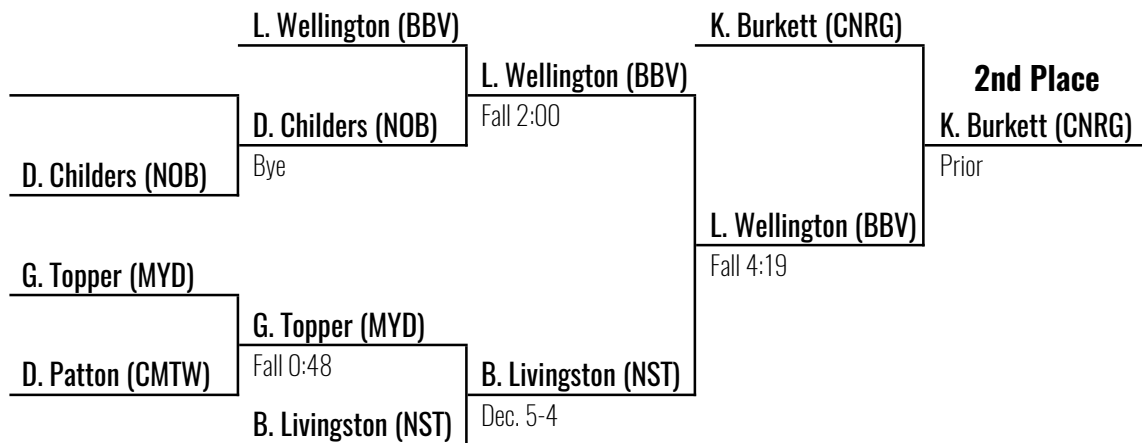 L. Wellington (BBV)
K. Burkett (CNRG)
L. Wellington (BBV)
2nd Place
Fall 2:00
D. Childers (NOB)
K. Burkett (CNRG)
Bye
Prior
D. Childers (NOB)
L. Wellington (BBV)
Fall 4:19
G. Topper (MYD)
G. Topper (MYD)
Fall 0:48
D. Patton (CMTW)
B. Livingston (NST)
Dec. 5-4
B. Livingston (NST)